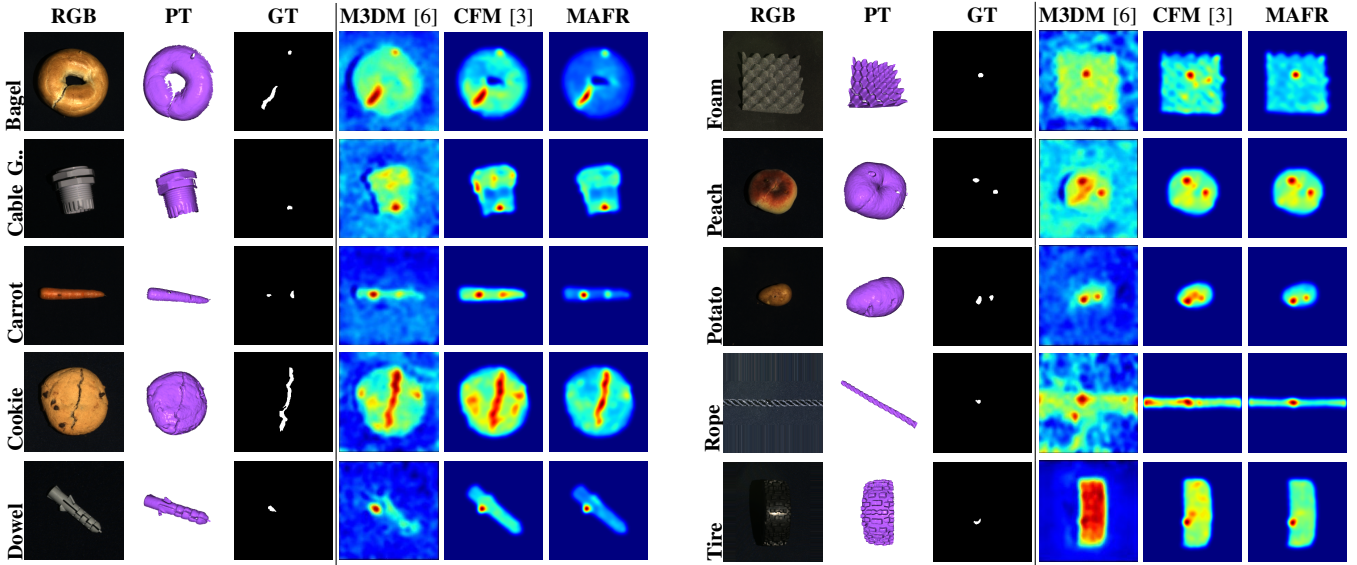 RGB PT GT M3DM [6] CFM [3] MAFR
Bagel
Cable G..
Carrot
Cookie
Dowel
RGB PT GT M3DM [6] CFM [3] MAFR
Foam
Peach
Potato
Rope
Tire